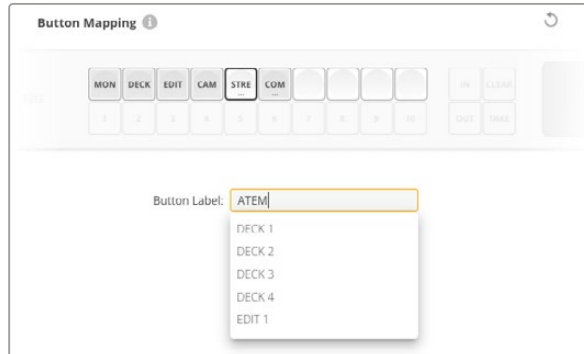 Button Mapping
MON DECK EDIT CAM STRE ... COM ... IN CLEAR
1 2 3 4 5 6 7 8 9 10 OUT TAKE
Button Label: ATEM
DECK 1
DECK 2
DECK 3
DECK 4
EDIT 1